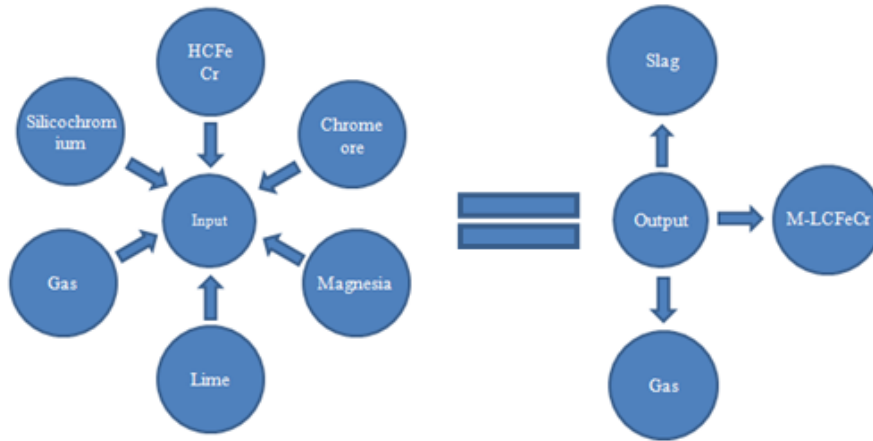 HCFe
Cr
Silicochrom
ium
Chrome
ore
Input
Gas
Magnesia
Lime
Slag
Output
M-LCFeCr
Gas